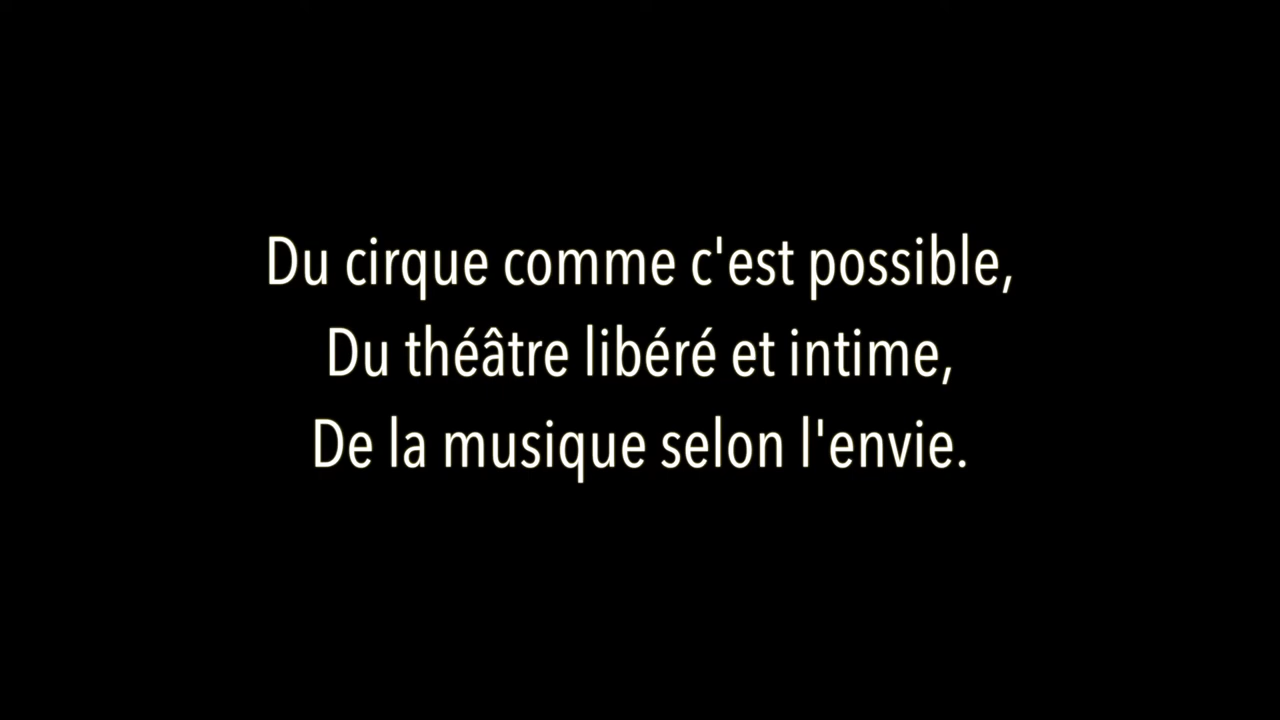 Du cirque comme c'est possible,
Du théâtre libéré et intime,
De la musique selon l'envie.